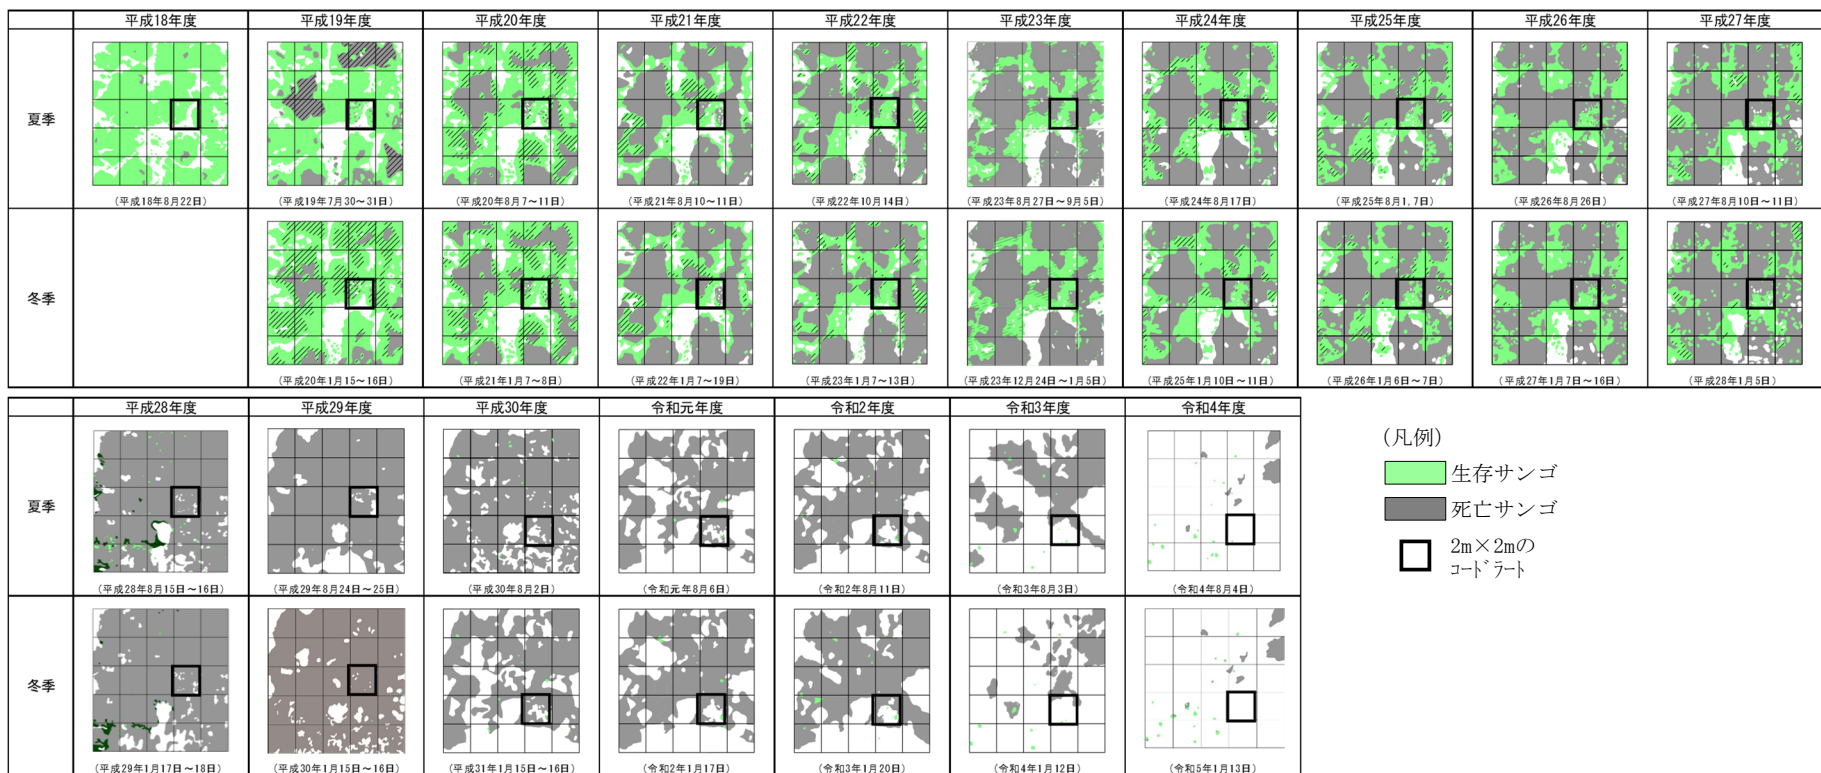 平成18年度 平成19年度 平成20年度 平成21年度 平成22年度 平成23年度 平成24年度 平成25年度 平成26年度 平成27年度
夏季
(平成18年8月22日) (平成19年7月30~31日) (平成20年8月7~11日) (平成21年8月10~11日) (平成22年10月14日) (平成23年8月27日~9月5日) (平成24年8月17日) (平成25年8月1,7日) (平成26年8月26日) (平成27年8月10日~11日)
冬季
(平成20年1月15~16日) (平成21年1月7~8日) (平成22年1月7~19日) (平成23年1月7~13日) (平成23年12月24日~1月5日) (平成25年1月10日~11日) (平成26年1月6日~7日) (平成27年1月7日~16日) (平成28年1月5日)
平成28年度 平成29年度 平成30年度 令和元年度 令和2年度 令和3年度 令和4年度
夏季
(平成28年8月15日~16日) (平成29年8月24日~25日) (平成30年8月2日) (令和元年8月6日) (令和2年8月11日) (令和3年8月3日) (令和4年8月4日)
冬季
(平成29年1月17日~18日) (平成30年1月15日~16日) (平成31年1月15日~16日) (令和2年1月17日) (令和3年1月20日) (令和4年1月12日) (令和5年1月13日)
(凡例)
生存サンゴ
死亡サンゴ
2m×2mの
コードラート